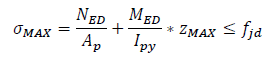 σ_MAX = N_ED / A_p + M_ED / I_py * z_MAX ≤ f_jd